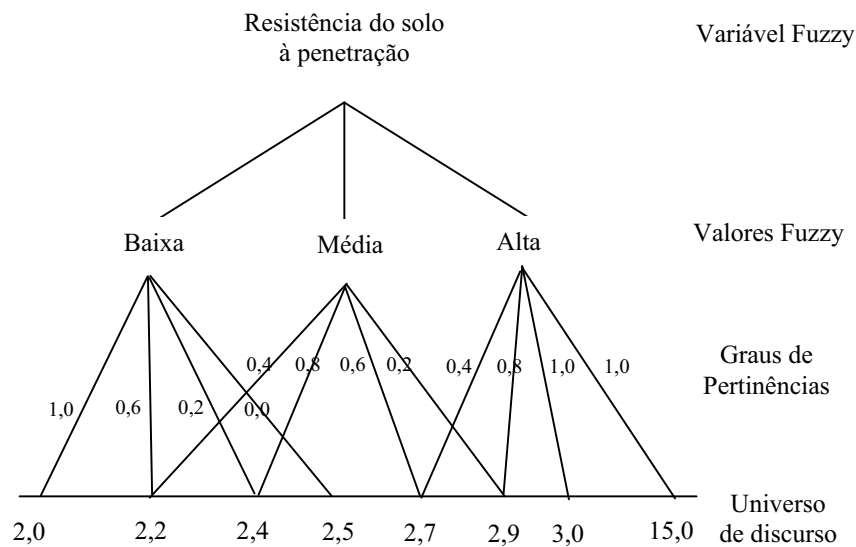 Resistência do solo
à penetração
Variável Fuzzy
Baixa
Média
Alta
Valores Fuzzy
0,4 0,8 0,6 0,2 0,4 0,8 1,0 1,0
1,0 0,6 0,2 0,0
Graus de
Pertinências
2,0 2,2 2,4 2,5 2,7 2,9 3,0 15,0
Universo
de discurso